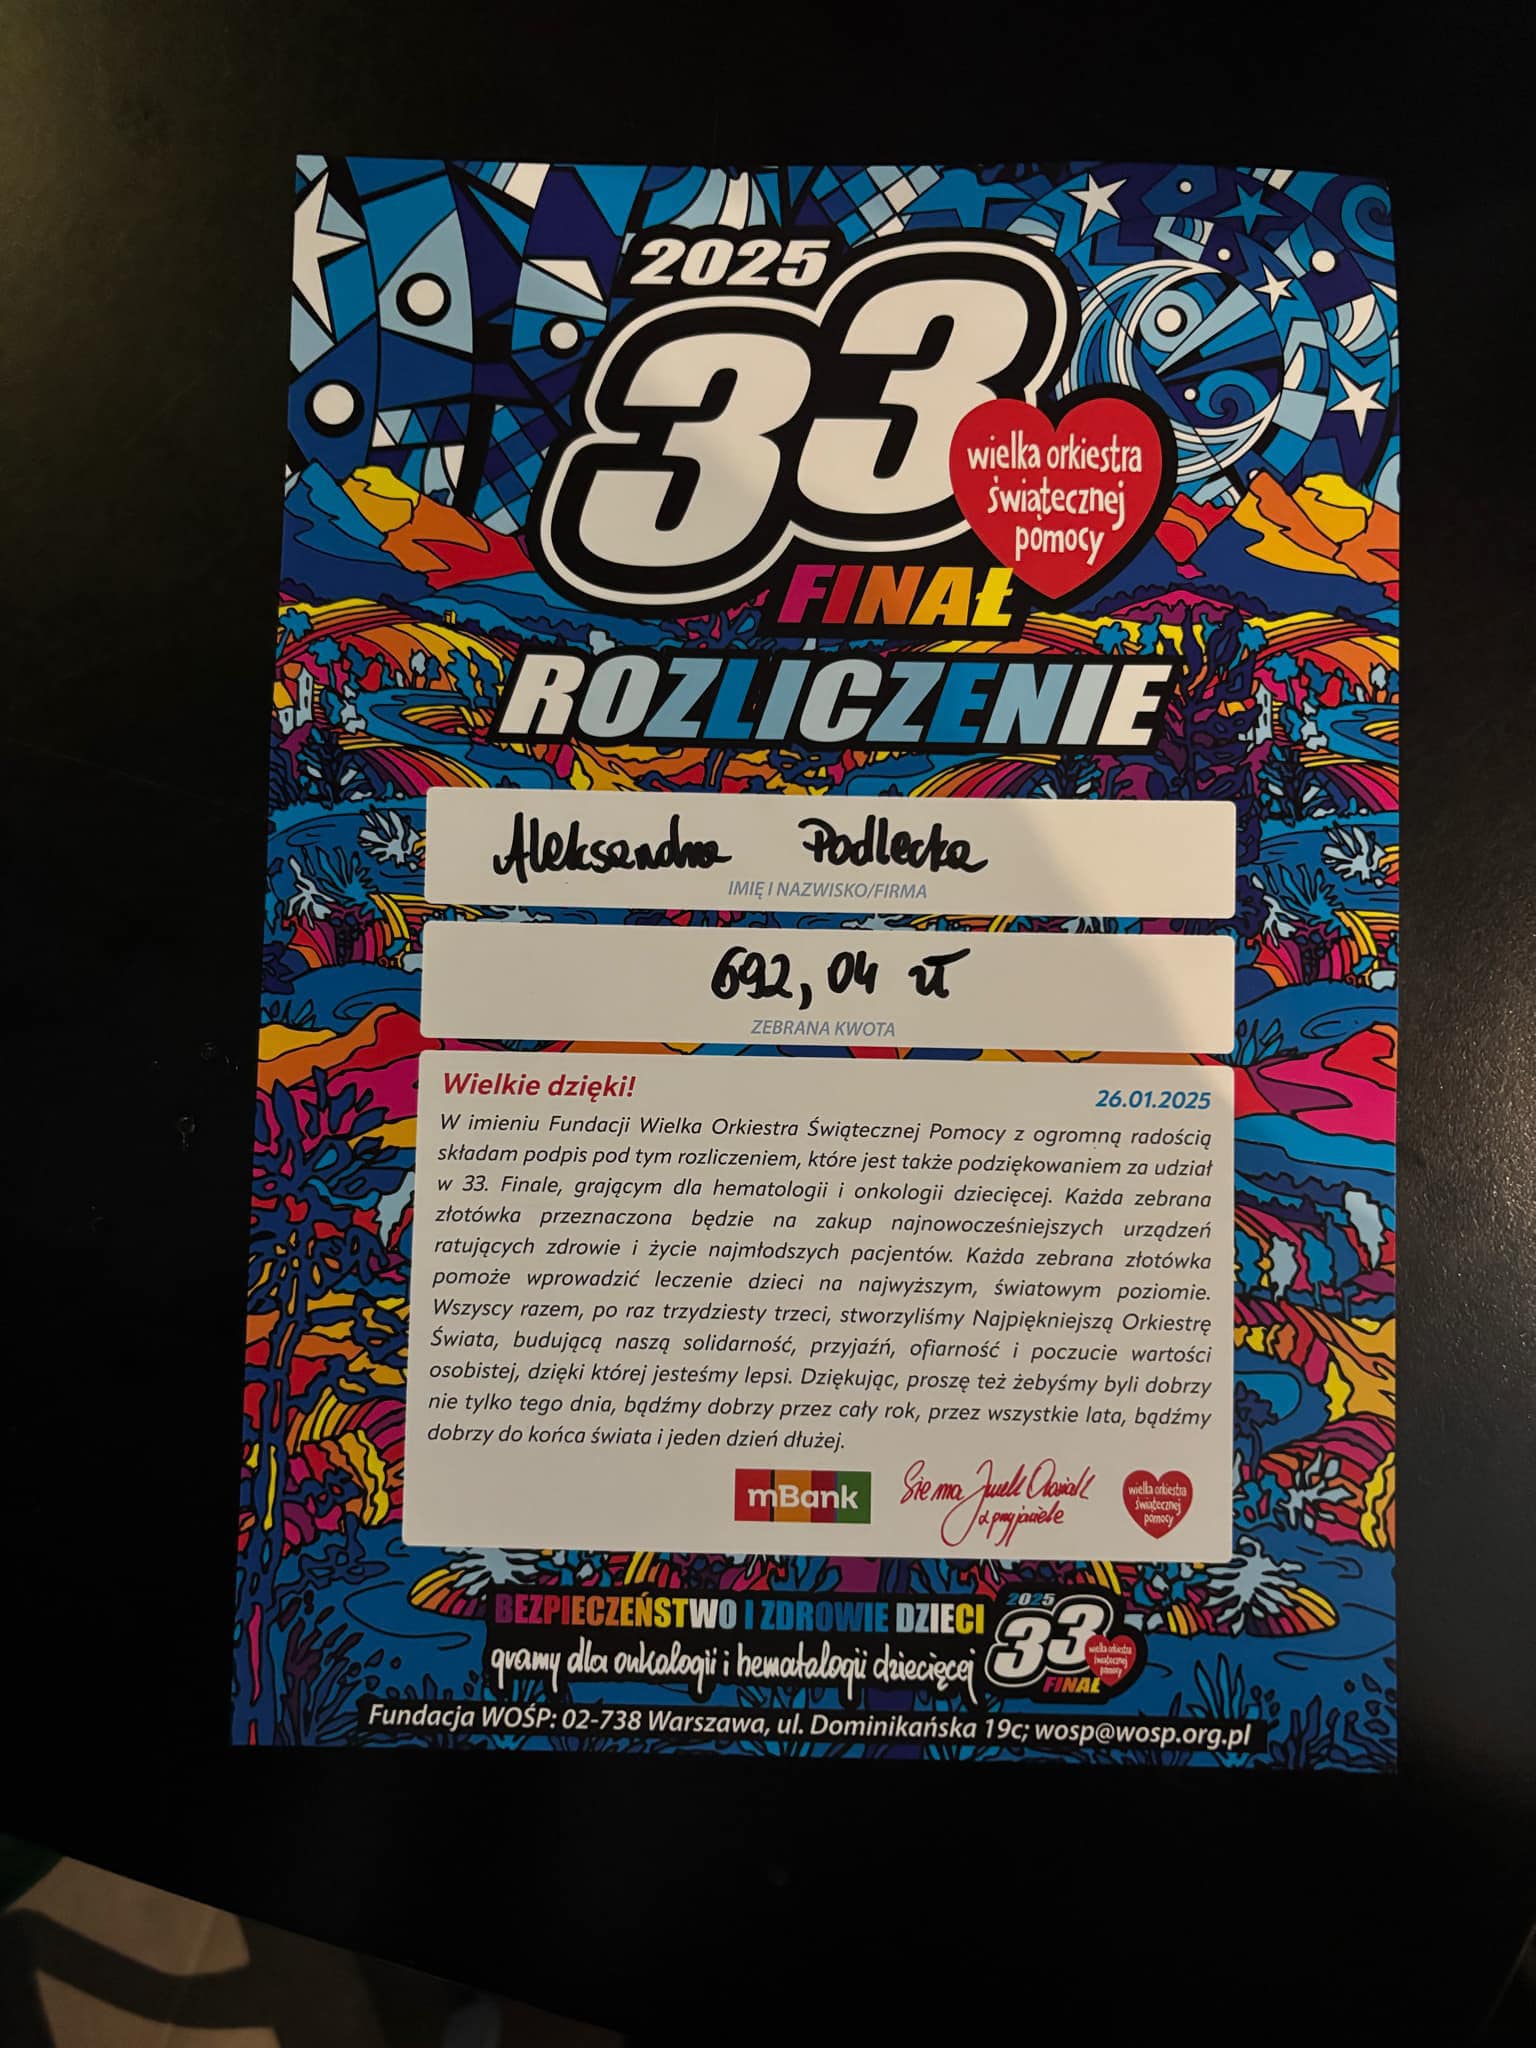 2025
33
wielka orkiestra
świątecznej
pomocy
FINAŁ
ROZLICZENIE
Aleksandra Podlecka
IMIĘ I NAZWISKO/FIRMA
692,04 zł
ZEBRANA KWOTA
Wielkie dzięki!
26.01.2025
W imieniu Fundacji Wielka Orkiestra Świątecznej Pomocy z ogromną radością
składam podpis pod tym rozliczeniem, które jest także podziękowaniem za udział
w 33. Finale, grającym dla hematologii i onkologii dziecięcej. Każda zebrana
złotówka przeznaczona będzie na zakup najnowocześniejszych urządzeń
ratujących zdrowie i życie najmłodszych pacjentów. Każda zebrana złotówka
pomoże wprowadzić leczenie dzieci na najwyższym, światowym poziomie.
Wszyscy razem, po raz trzydziesty trzeci, stworzyliśmy Najpiękniejszą Orkiestrę
Świata, budującą naszą solidarność, przyjaźń, ofiarność i poczucie wartości
osobistej, dzięki której jesteśmy lepsi. Dziękując, proszę też żebyśmy byli dobrzy
nie tylko tego dnia, bądźmy dobrzy przez cały rok, przez wszystkie lata, bądźmy
dobrzy do końca świata i jeden dzień dłużej.
mBank
Sie ma Jurek Owsiak
z przyjaciele
wielka orkiestra
świątecznej
pomocy
BEZPIECZEŃSTWO I ZDROWIE DZIECI
gramy dla onkologii i hematologii dziecięcej
2025
33
wielka orkiestra
świątecznej
pomocy
FINAŁ
Fundacja WOŚP: 02-738 Warszawa, ul. Dominikańska 19c; wosp@wosp.org.pl